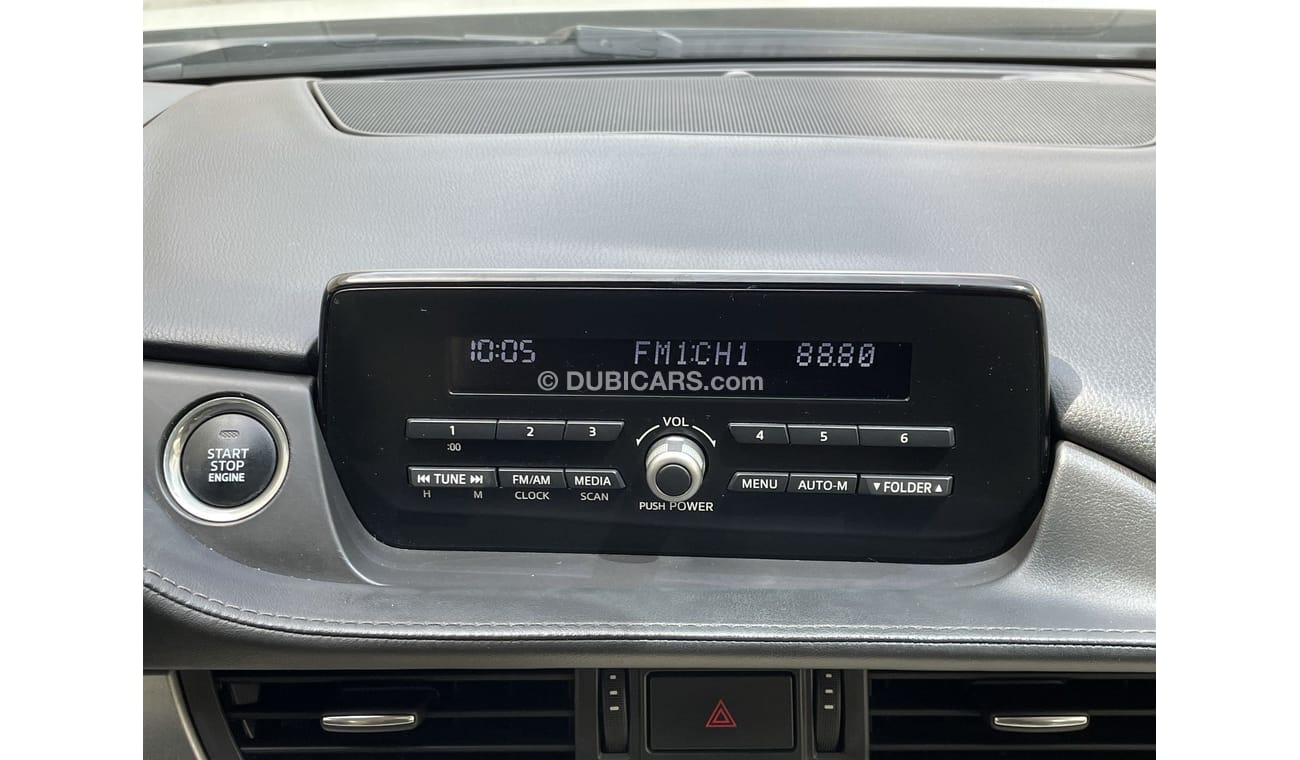 10:05 FM1:CH1 88.80
© DUBICARS.com
VOL
1 2 3 4 5 6
:00
START
STOP
ENGINE
⏮ TUNE ⏭ FM/AM MEDIA MENU AUTO-M ▼ FOLDER ▲
H M CLOCK SCAN
PUSH POWER